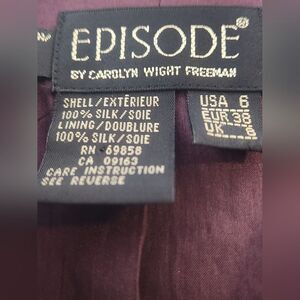 EPISODE®
BY CAROLYN WIGHT FREEMAN
SHELL/EXTÉRIEUR
100% SILK/SOIE
LINING/DOUBLURE
100% SILK/SOIE
RN 69858
CA 09163
CARE INSTRUCTION
SEE REVERSE
USA 6
EUR 38
UK 8